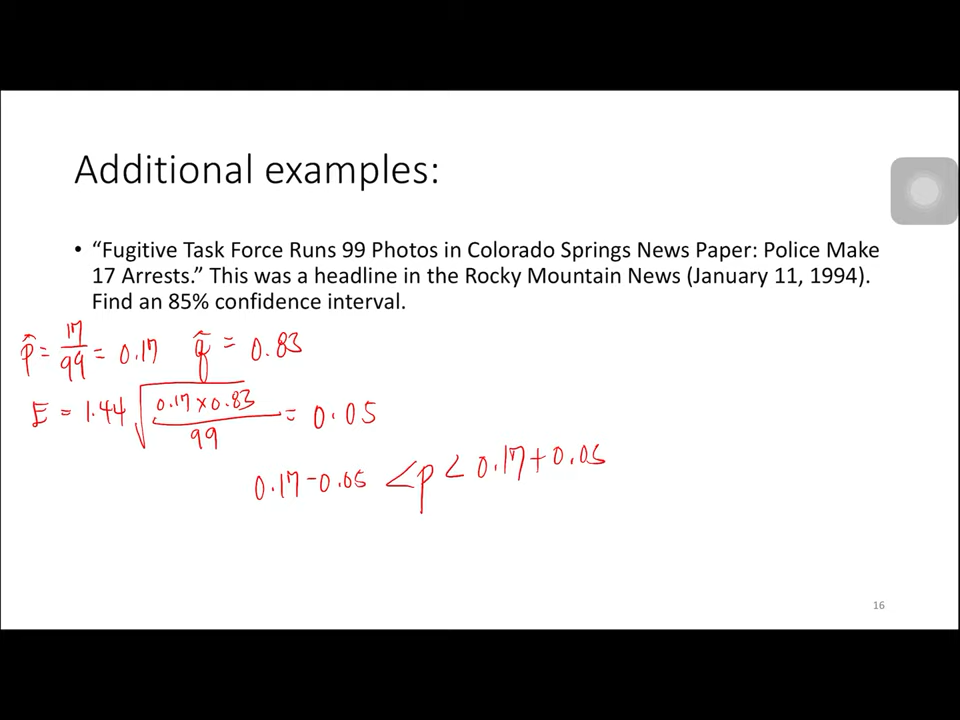 Additional examples:
• “Fugitive Task Force Runs 99 Photos in Colorado Springs News Paper: Police Make
17 Arrests.” This was a headline in the Rocky Mountain News (January 11, 1994).
Find an 85% confidence interval.
p̂ = 17/99 = 0.17 q̂ = 0.83
E = 1.44 √(0.17 × 0.83 / 99) = 0.05
0.17 - 0.05 < p < 0.17 + 0.05
16